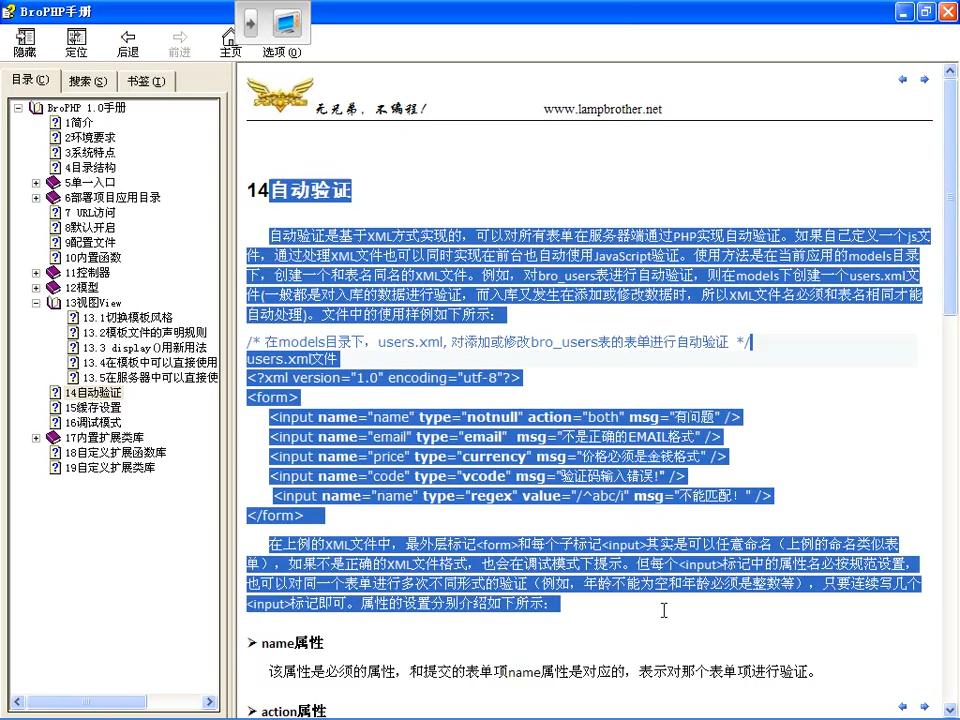 BroPHP手册
隐藏 定位 后退 前进 主页 选项(O)
目录(C) 搜索(S) 书签(I)
BroPHP 1.0手册
1简介
2环境要求
3系统特点
4目录结构
5单一入口
6部署项目应用目录
7 URL访问
8默认开启
9配置文件
10内置函数
11控制器
12模型
13视图View
13.1切换模板风格
13.2模板文件的声明规则
13.3 display()用新用法
13.4在模板中可以直接使用
13.5在服务器中可以直接使
14自动验证
15缓存设置
16调试模式
17内置扩展类库
18自定义扩展函数库
19自定义扩展类库
无兄弟，不编程！ www.lampbrother.net
14自动验证
自动验证是基于XML方式实现的，可以对所有表单在服务器端通过PHP实现自动验证。如果自己定义一个js文
件，通过处理XML文件也可以同时实现在前台也自动使用JavaScript验证。使用方法是在当前应用的models目录
下，创建一个和表名同名的XML文件。例如，对bro_users表进行自动验证，则在models下创建一个users.xml文
件(一般都是对入库的数据进行验证，而入库又发生在添加或修改数据时，所以XML文件名必须和表名相同才能
自动处理)。文件中的使用样例如下所示：
/* 在models目录下，users.xml, 对添加或修改bro_users表的表单进行自动验证 */
users.xml文件
<?xml version="1.0" encoding="utf-8"?>
<form>
<input name="name" type="notnull" action="both" msg="有问题" />
<input name="email" type="email" msg="不是正确的EMAIL格式" />
<input name="price" type="currency" msg="价格必须是金钱格式" />
<input name="code" type="vcode" msg="验证码输入错误!" />
<input name="name" type="regex" value="/^abc/i" msg="不能匹配！" />
</form>
在上例的XML文件中，最外层标记<form>和每个子标记<input>其实是可以任意命名（上例的命名类似表
单），如果不是正确的XML文件格式，也会在调试模式下提示。但每个<input>标记中的属性名必按规范设置，
也可以对同一个表单进行多次不同形式的验证（例如，年龄不能为空和年龄必须是整数等），只要连续写几个
<input>标记即可。属性的设置分别介绍如下所示：
➢ name属性
该属性是必须的属性，和提交的表单项name属性是对应的，表示对那个表单项进行验证。
➢ action属性